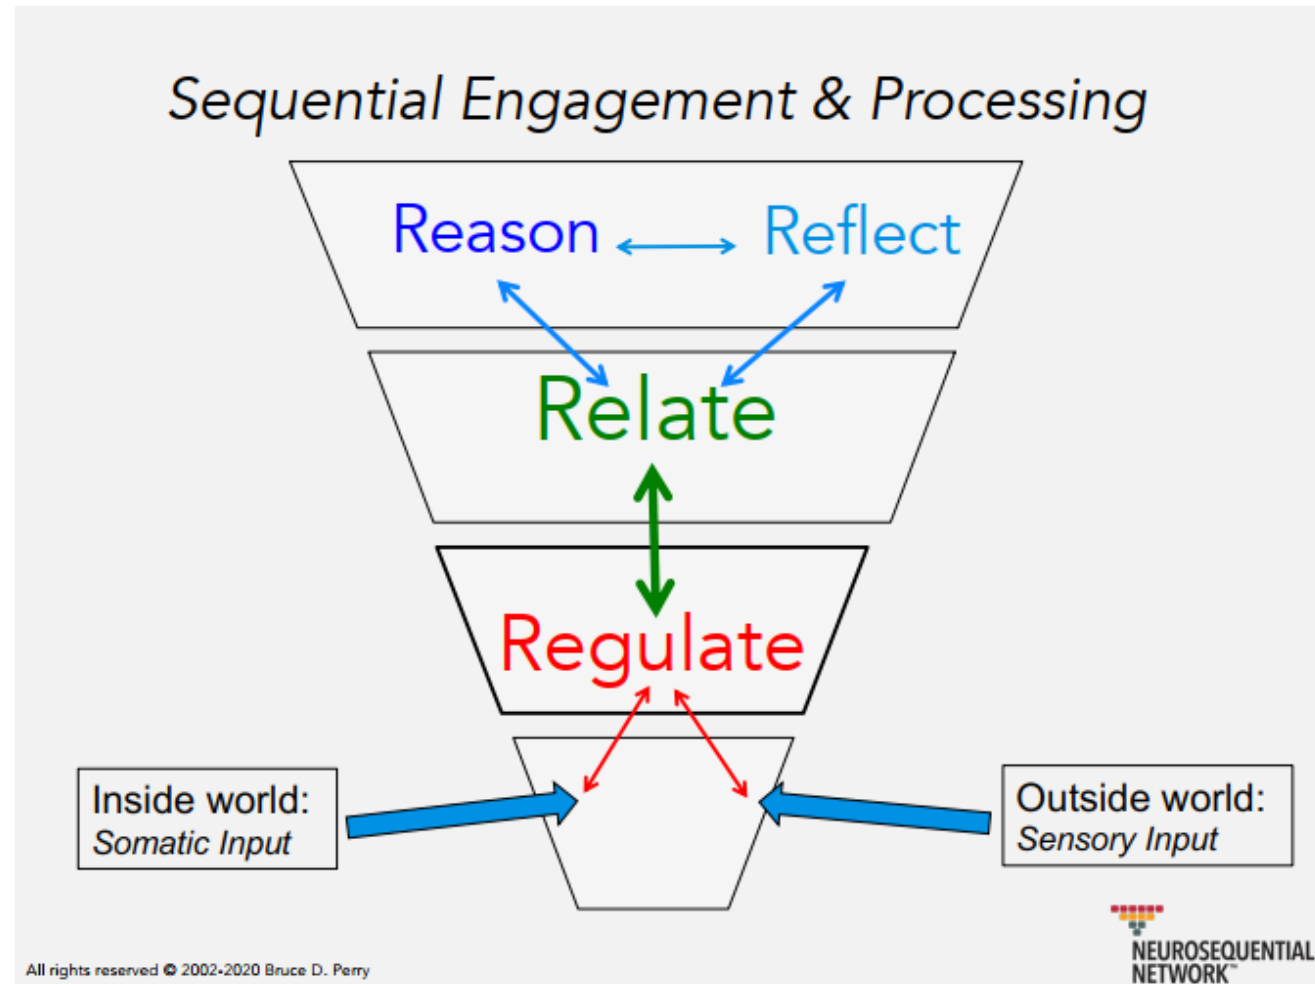 Sequential Engagement & Processing
Reason
Reflect
Relate
Regulate
Inside world:
Somatic Input
Outside world:
Sensory Input
All rights reserved © 2002-2020 Bruce D. Perry
NEUROSEQUENTIAL
NETWORK™